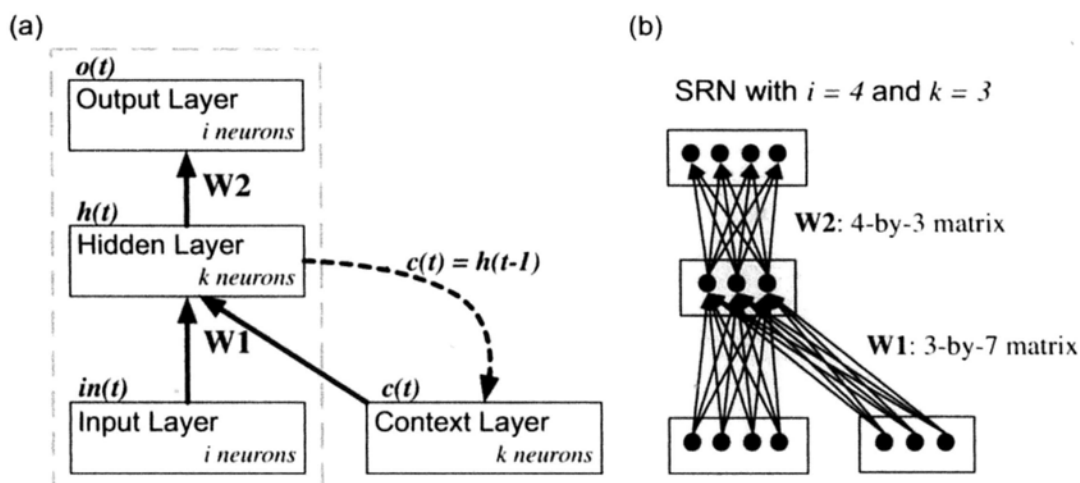 (a)
o(t)
Output Layer
i neurons
W2
h(t)
Hidden Layer
k neurons
c(t) = h(t-1)
W1
in(t)
Input Layer
i neurons
c(t)
Context Layer
k neurons
(b)
SRN with i = 4 and k = 3
W2: 4-by-3 matrix
W1: 3-by-7 matrix